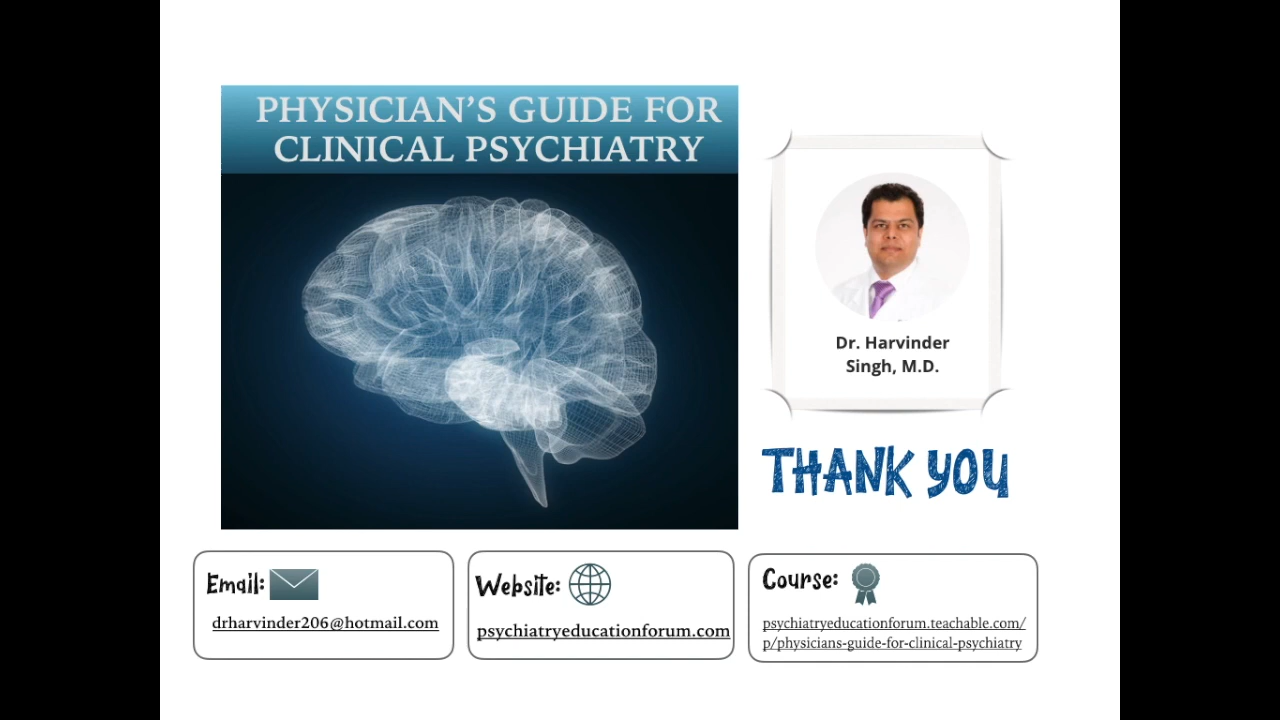 PHYSICIAN’S GUIDE FOR
CLINICAL PSYCHIATRY
Dr. Harvinder
Singh, M.D.
THANK YOU
Email:
drharvinder206@hotmail.com
Website:
psychiatryeducationforum.com
Course:
psychiatryeducationforum.teachable.com/
p/physicians-guide-for-clinical-psychiatry